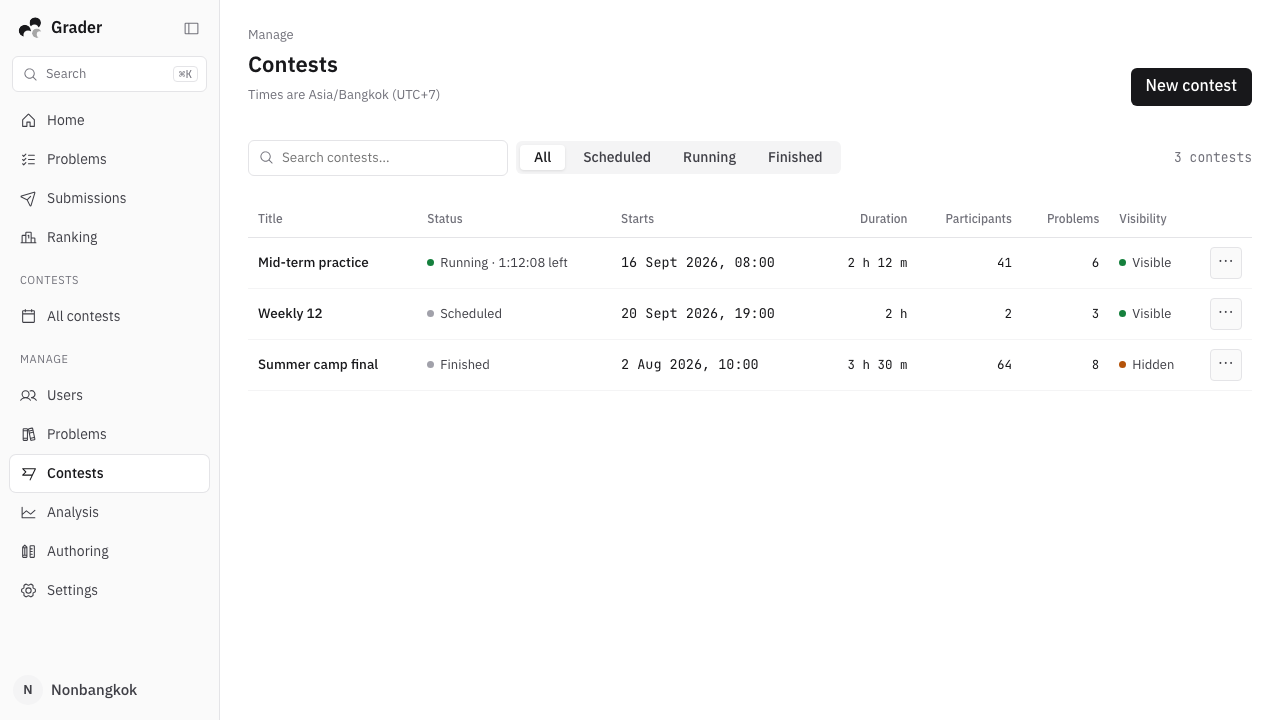 Grader
Search ⌘K
Home
Problems
Submissions
Ranking
CONTESTS
All contests
MANAGE
Users
Problems
Contests
Analysis
Authoring
Settings
N Nonbangkok
Manage
Contests
Times are Asia/Bangkok (UTC+7)
New contest
Search contests...
All Scheduled Running Finished
3 contests
Title Status Starts Duration Participants Problems Visibility
Mid-term practice Running · 1:12:08 left 16 Sept 2026, 08:00 2 h 12 m 41 6 Visible ...
Weekly 12 Scheduled 20 Sept 2026, 19:00 2 h 2 3 Visible ...
Summer camp final Finished 2 Aug 2026, 10:00 3 h 30 m 64 8 Hidden ...